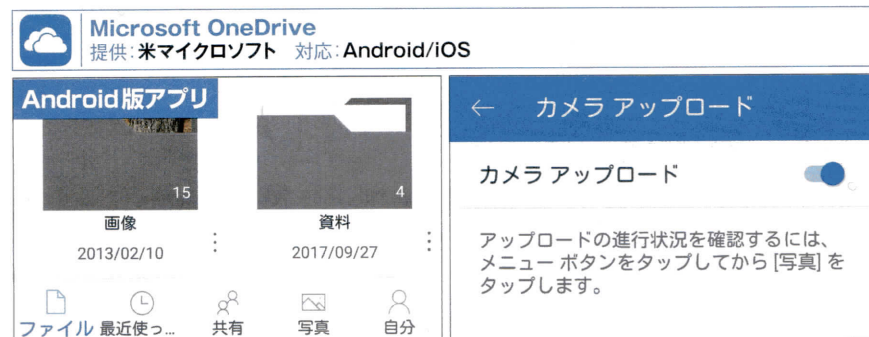 Microsoft OneDrive
提供:米マイクロソフト 対応:Android/iOS
Android版アプリ
15
画像
2013/02/10
4
資料
2017/09/27
ファイル
最近使っ...
共有
写真
自分
← カメラ アップロード
カメラ アップロード
アップロードの進行状況を確認するには、
メニュー ボタンをタップしてから [写真] を
タップします。